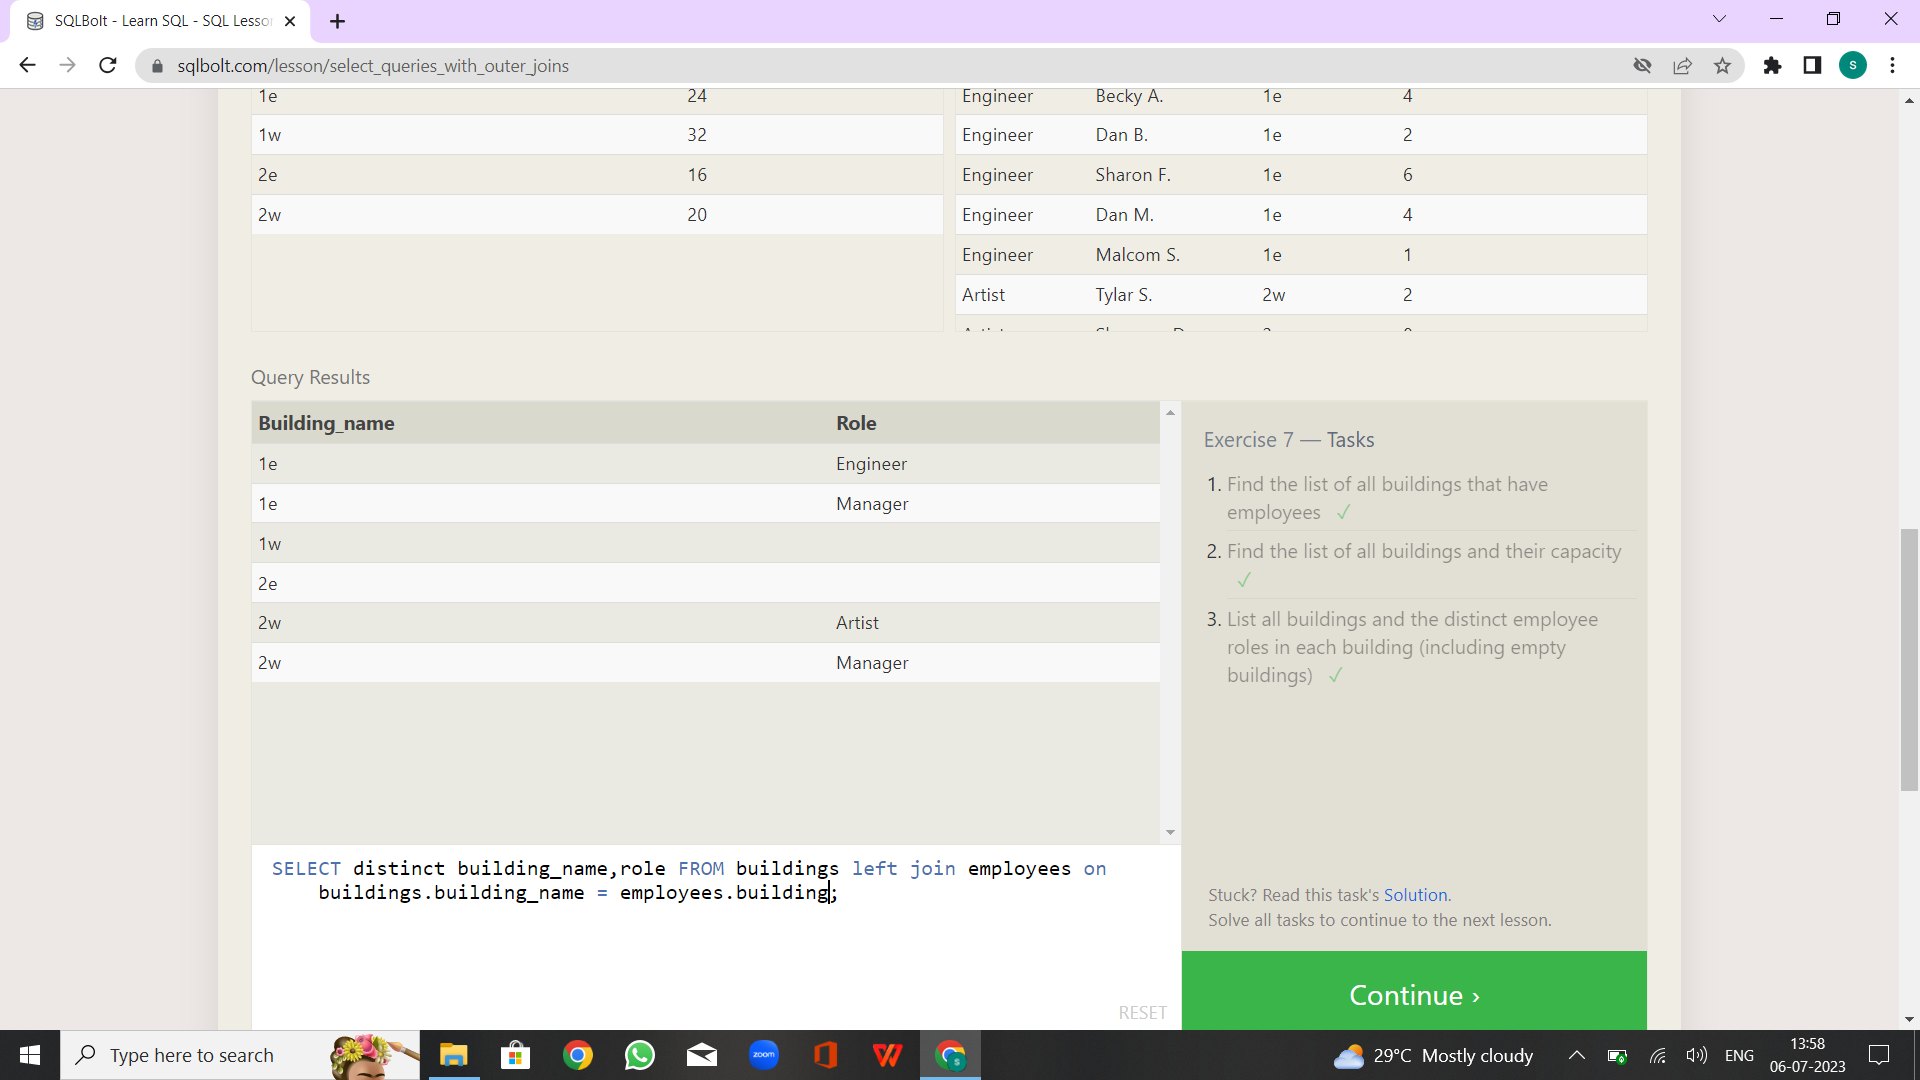 SQLBolt - Learn SQL - SQL Lesso
sqlbolt.com/lesson/select_queries_with_outer_joins
S
1e 24
1w 32
2e 16
2w 20
Engineer Becky A. 1e 4
Engineer Dan B. 1e 2
Engineer Sharon F. 1e 6
Engineer Dan M. 1e 4
Engineer Malcom S. 1e 1
Artist Tylar S. 2w 2
Query Results
Building_name Role
1e Engineer
1e Manager
1w
2e
2w Artist
2w Manager
Exercise 7 — Tasks
1. Find the list of all buildings that have
employees ✓
2. Find the list of all buildings and their capacity
✓
3. List all buildings and the distinct employee
roles in each building (including empty
buildings) ✓
SELECT distinct building_name,role FROM buildings left join employees on
buildings.building_name = employees.building;
RESET
Stuck? Read this task's Solution.
Solve all tasks to continue to the next lesson.
Continue ›
Type here to search
zoom
S
29°C Mostly cloudy
ENG
13:58
06-07-2023